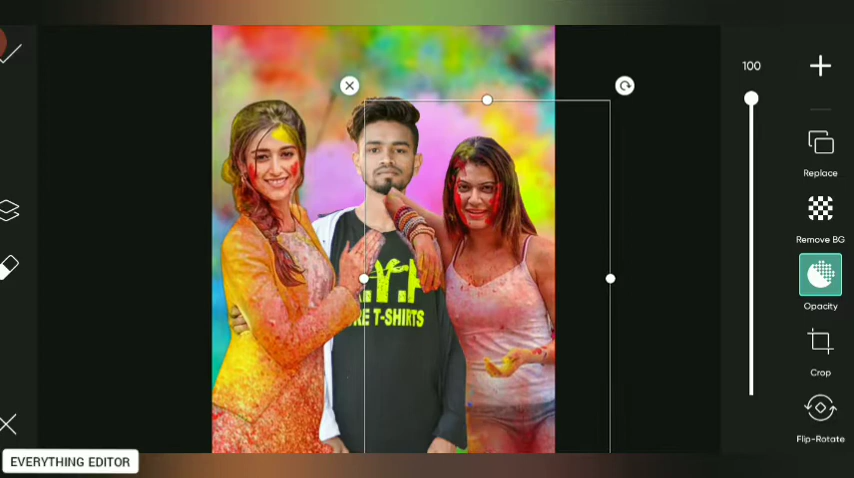 100
Replace
Remove BG
Opacity
Crop
Flip-Rotate
RE T-SHIRTS
EVERYTHING EDITOR